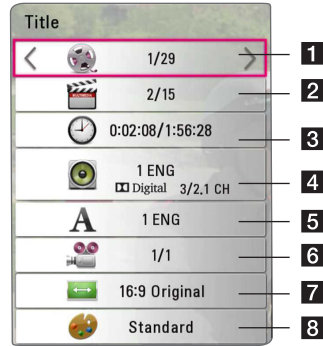 Title
1/29 1
2/15 2
0:02:08/1:56:28 3
1 ENG
Digital 3/2.1 CH 4
A 1 ENG 5
1/1 6
16:9 Original 7
Standard 8